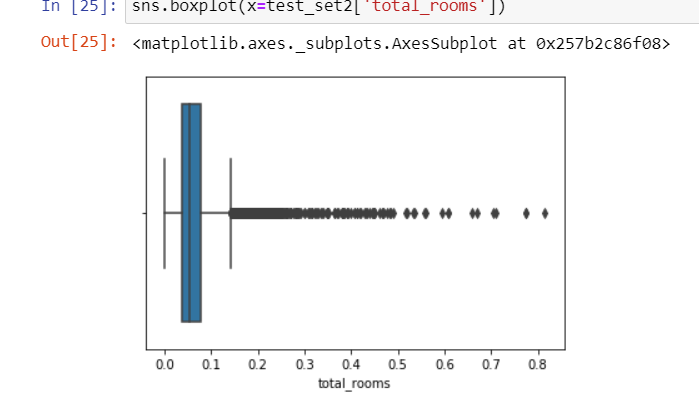 In [25]: sns.boxplot(x=test_set2['total_rooms'])
Out[25]: <matplotlib.axes._subplots.AxesSubplot at 0x257b2c86f08>
0.0 0.1 0.2 0.3 0.4 0.5 0.6 0.7 0.8
total_rooms